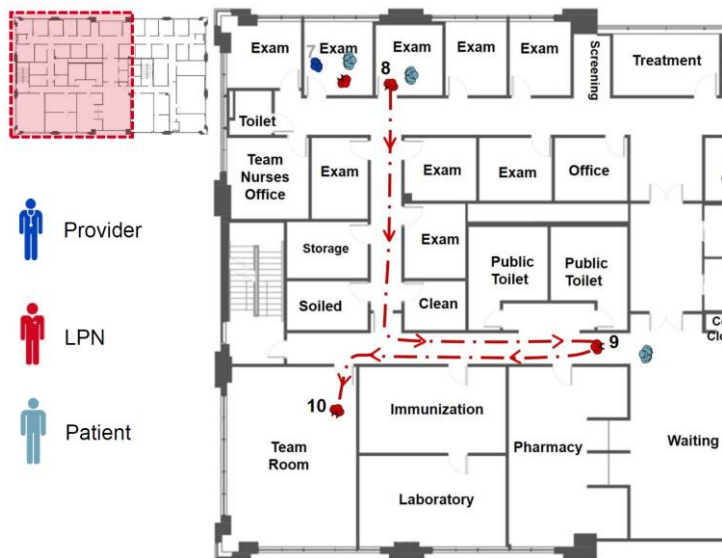 Exam
Exam
Exam
Exam
Exam
Screening
Treatment
7
8
Toilet
Team
Nurses
Office
Exam
Exam
Exam
Office
Provider
Storage
Exam
Public
Toilet
Public
Toilet
Soiled
Clean
LPN
9
10
Immunization
Patient
Team
Room
Pharmacy
Waiting
Laboratory